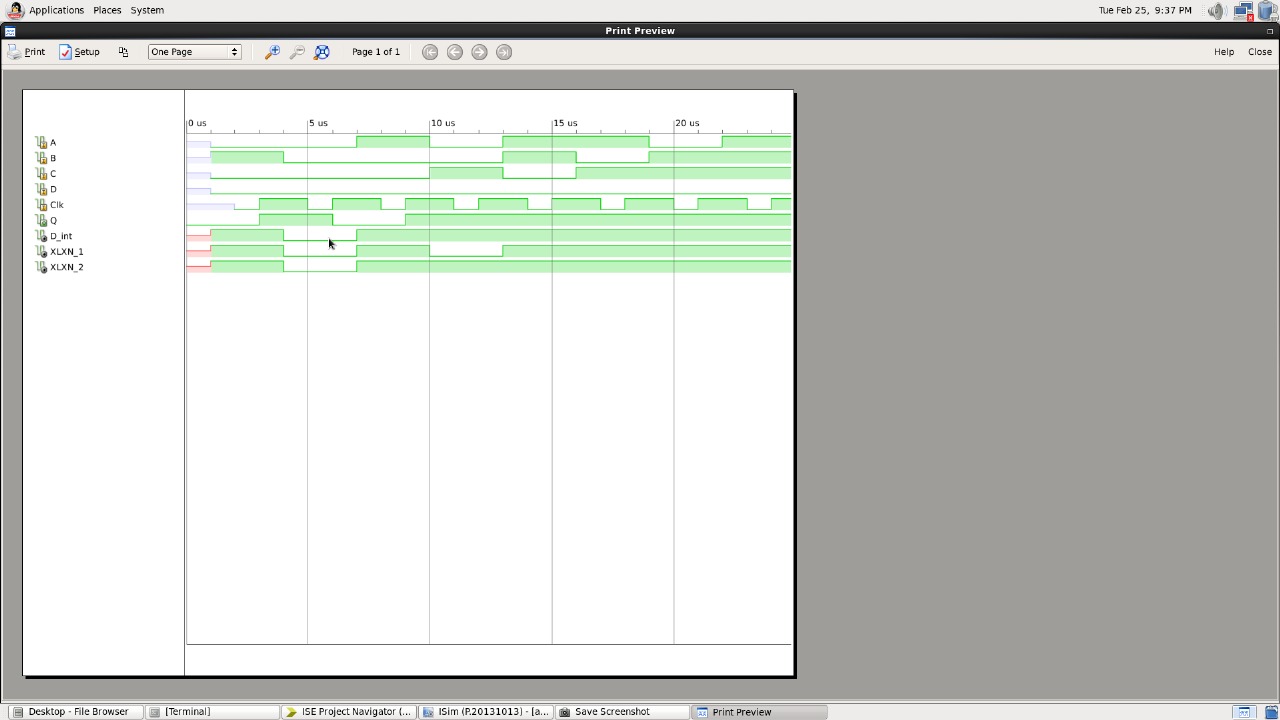 Applications Places System Tue Feb 25, 9:37 PM
Print Preview
Print Setup One Page Page 1 of 1 Help Close
0 us 5 us 10 us 15 us 20 us
A
B
C
D
Clk
Q
D_int
XLXN_1
XLXN_2
Desktop - File Browser [Terminal] ISE Project Navigator (... ISim (P.20131013) - [a... Save Screenshot Print Preview